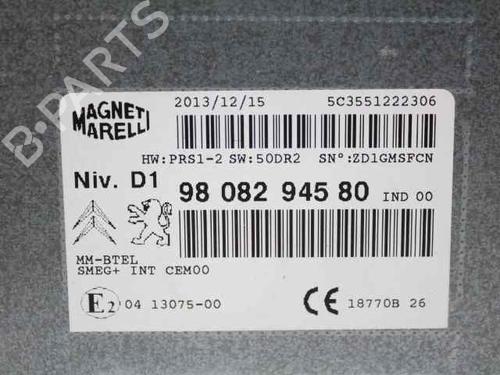 B-PARTS
MAGNETI
MARELLI
2013/12/15 5C3551222306
HW:PRS1-2 SW:50DR2 SN°:ZD1GMSFCN
Niv. D1 98 082 945 80 IND 00
MM-BTEL
SMEG+ INT CEM00
E2 04 13075-00 CE 18770B 26